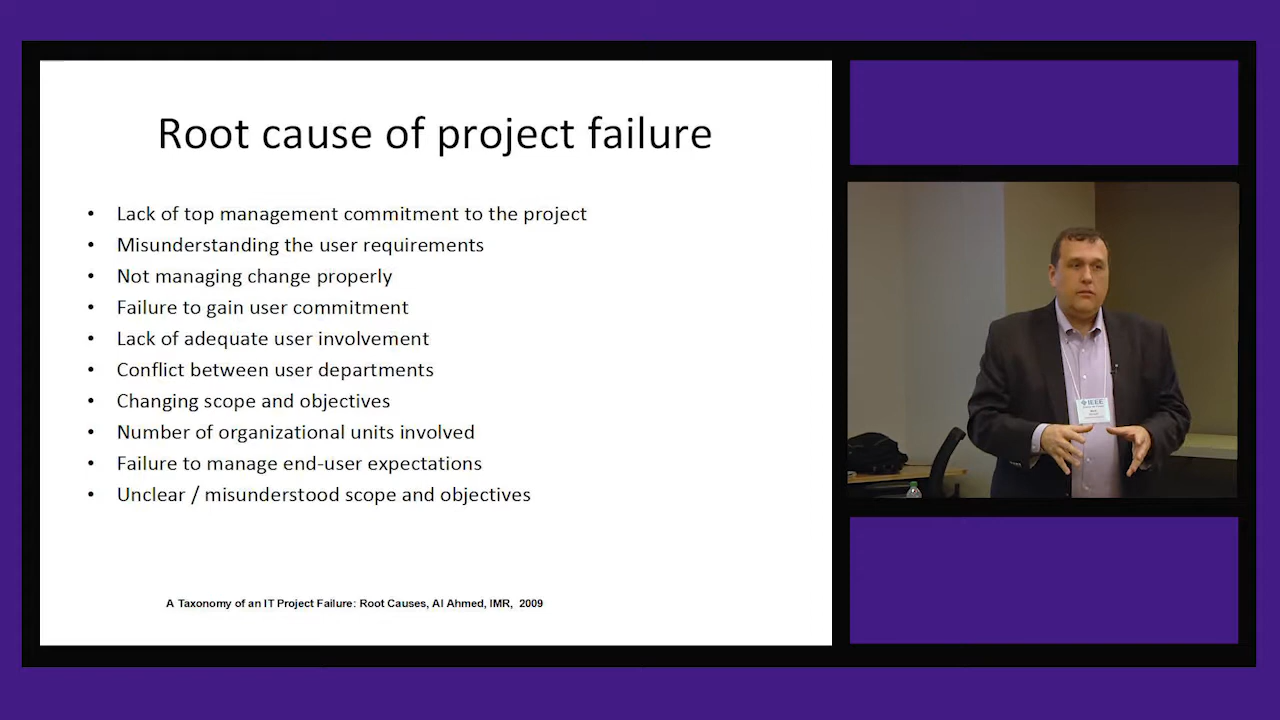 Root cause of project failure
• Lack of top management commitment to the project
• Misunderstanding the user requirements
• Not managing change properly
• Failure to gain user commitment
• Lack of adequate user involvement
• Conflict between user departments
• Changing scope and objectives
• Number of organizational units involved
• Failure to manage end-user expectations
• Unclear / misunderstood scope and objectives
A Taxonomy of an IT Project Failure: Root Causes, Al Ahmed, IMR, 2009
IEEE